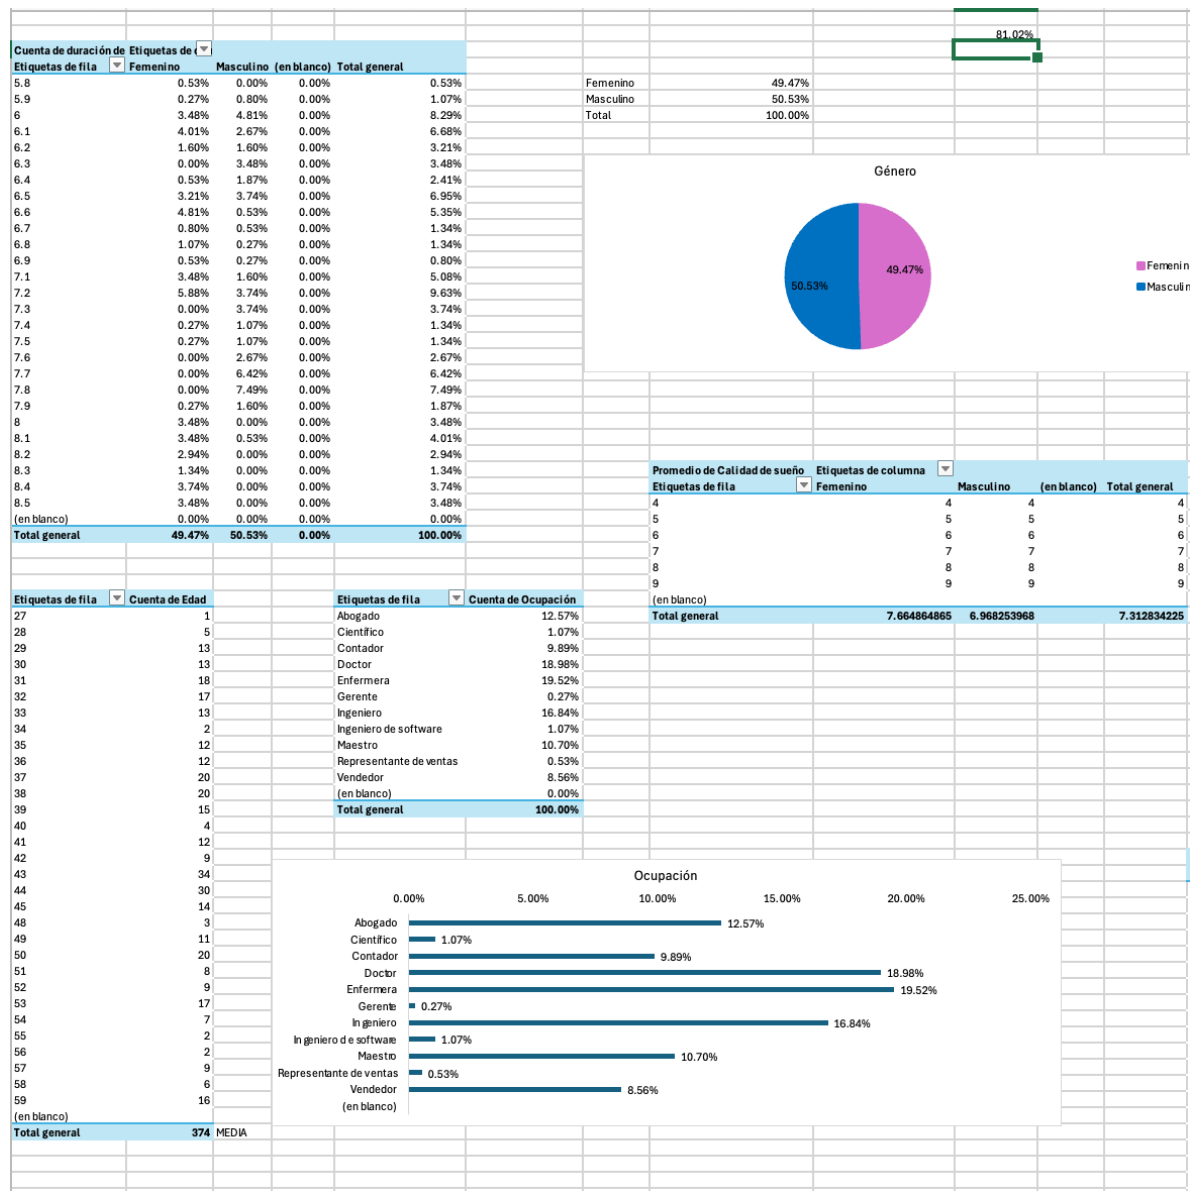 81.02%
Cuenta de duración de Etiquetas de
Etiquetas de fila Femenino Masculino (en blanco) Total general
5.8 0.53% 0.00% 0.00% 0.53%
5.9 0.27% 0.80% 0.00% 1.07%
6 3.48% 4.81% 0.00% 8.29%
6.1 4.01% 2.67% 0.00% 6.68%
6.2 1.60% 1.60% 0.00% 3.21%
6.3 0.00% 3.48% 0.00% 3.48%
6.4 0.53% 1.87% 0.00% 2.41%
6.5 3.21% 3.74% 0.00% 6.95%
6.6 4.81% 0.53% 0.00% 5.35%
6.7 0.80% 0.53% 0.00% 1.34%
6.8 1.07% 0.27% 0.00% 1.34%
6.9 0.53% 0.27% 0.00% 0.80%
7.1 3.48% 1.60% 0.00% 5.08%
7.2 5.88% 3.74% 0.00% 9.63%
7.3 0.00% 3.74% 0.00% 3.74%
7.4 0.27% 1.07% 0.00% 1.34%
7.5 0.27% 1.07% 0.00% 1.34%
7.6 0.00% 2.67% 0.00% 2.67%
7.7 0.00% 6.42% 0.00% 6.42%
7.8 0.00% 7.49% 0.00% 7.49%
7.9 0.27% 1.60% 0.00% 1.87%
8 3.48% 0.00% 0.00% 3.48%
8.1 3.48% 0.53% 0.00% 4.01%
8.2 2.94% 0.00% 0.00% 2.94%
8.3 1.34% 0.00% 0.00% 1.34%
8.4 3.74% 0.00% 0.00% 3.74%
8.5 3.48% 0.00% 0.00% 3.48%
(en blanco) 0.00% 0.00% 0.00% 0.00%
Total general 49.47% 50.53% 0.00% 100.00%
Femenino 49.47%
Masculino 50.53%
Total 100.00%
Género
49.47%
50.53%
Femenin
Masculin
Promedio de Calidad de sueño Etiquetas de columna
Etiquetas de fila Femenino Masculino (en blanco) Total general
4 4 4 4
5 5 5 5
6 6 6 6
7 7 7 7
8 8 8 8
9 9 9 9
(en blanco)
Total general 7.664864865 6.968253968 7.312834225
Etiquetas de fila Cuenta de Edad
27 1
28 5
29 13
30 13
31 18
32 17
33 13
34 2
35 12
36 12
37 20
38 20
39 15
40 4
41 12
42 9
43 34
44 30
45 14
48 3
49 11
50 20
51 8
52 9
53 17
54 7
55 2
56 2
57 9
58 6
59 16
(en blanco)
Total general 374 MEDIA
Etiquetas de fila Cuenta de Ocupación
Abogado 12.57%
Científico 1.07%
Contador 9.89%
Doctor 18.98%
Enfermera 19.52%
Gerente 0.27%
Ingeniero 16.84%
Ingeniero de software 1.07%
Maestro 10.70%
Representante de ventas 0.53%
Vendedor 8.56%
(en blanco) 0.00%
Total general 100.00%
Ocupación
0.00% 5.00% 10.00% 15.00% 20.00% 25.00%
Abogado 12.57%
Científico 1.07%
Contador 9.89%
Doctor 18.98%
Enfermera 19.52%
Gerente 0.27%
Ingeniero 16.84%
Ingeniero de software 1.07%
Maestro 10.70%
Representante de ventas 0.53%
Vendedor 8.56%
(en blanco)